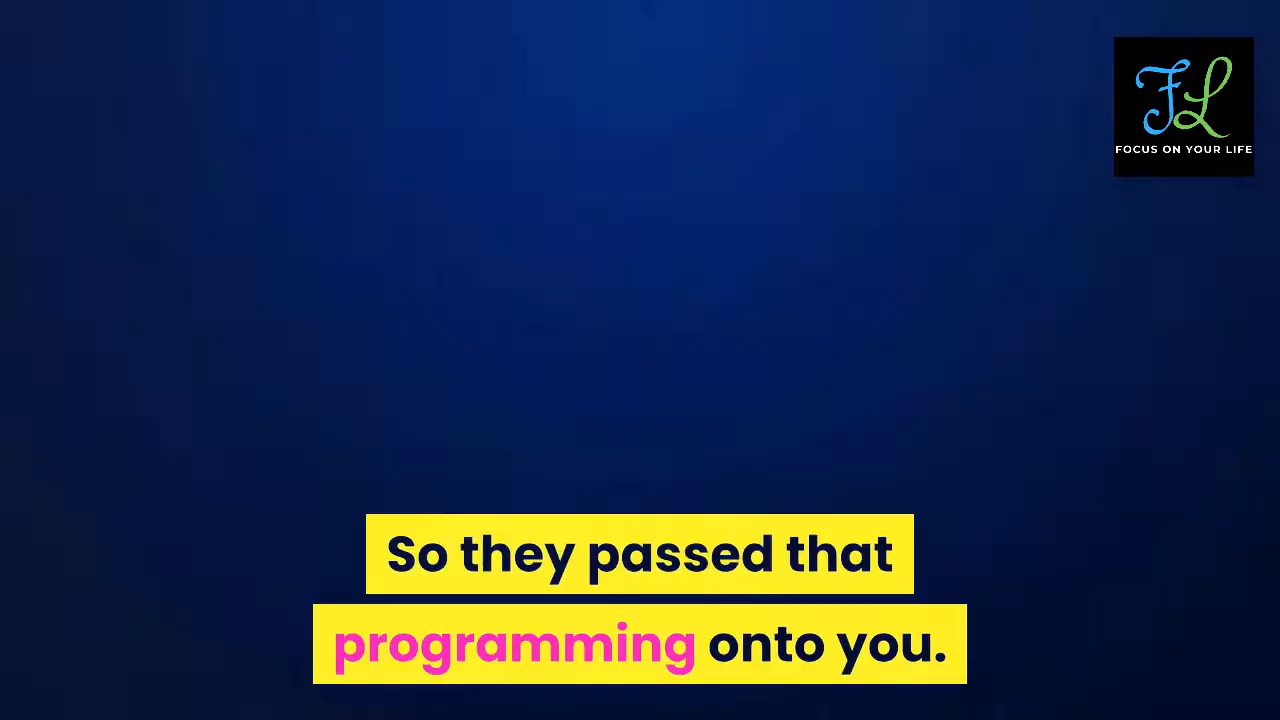 FL
FOCUS ON YOUR LIFE
So they passed that
programming onto you.